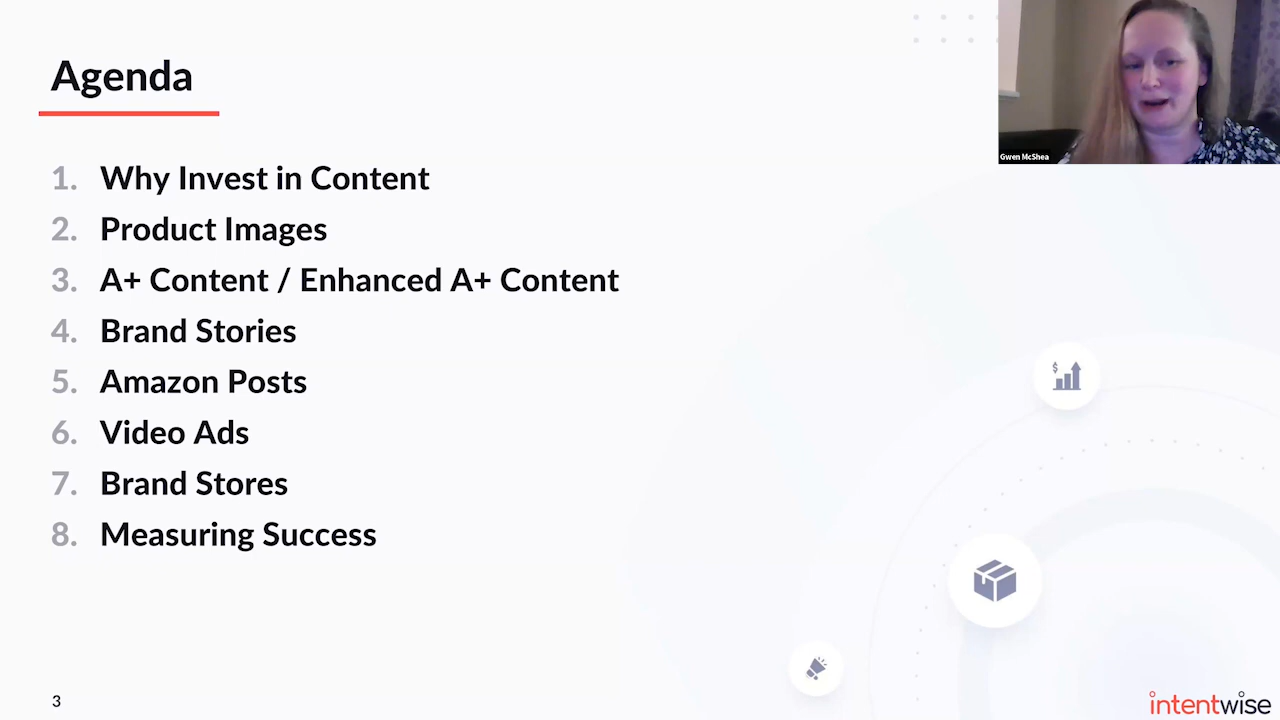 Agenda
Gwen McShea
1. Why Invest in Content
2. Product Images
3. A+ Content / Enhanced A+ Content
4. Brand Stories
5. Amazon Posts
6. Video Ads
7. Brand Stores
8. Measuring Success
$
3
intentwise